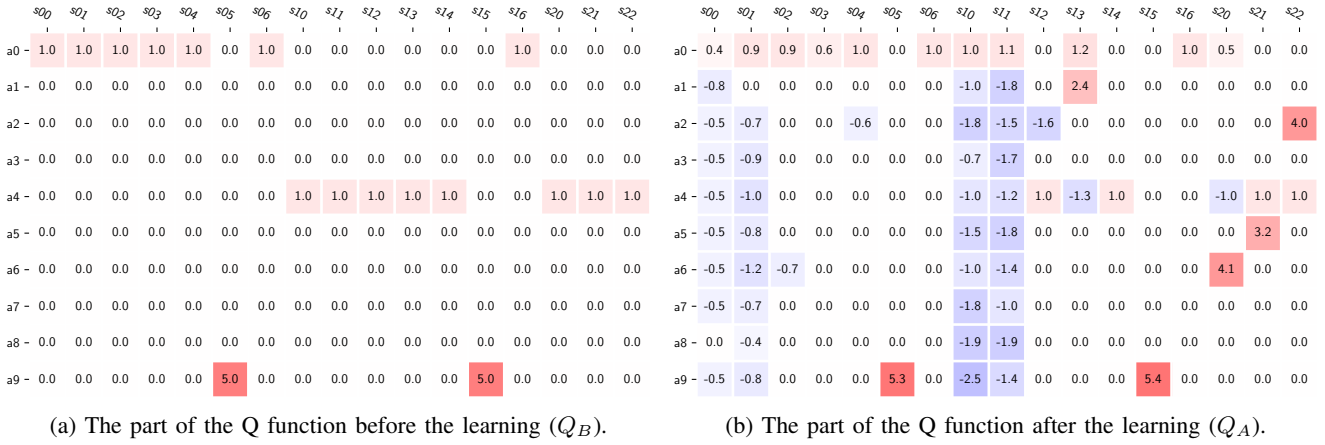 s00 s01 s02 s03 s04 s05 s06 s10 s11 s12 s13 s14 s15 s16 s20 s21 s22
a0 1.0 1.0 1.0 1.0 1.0 0.0 1.0 0.0 0.0 0.0 0.0 0.0 0.0 1.0 0.0 0.0 0.0
a1 0.0 0.0 0.0 0.0 0.0 0.0 0.0 0.0 0.0 0.0 0.0 0.0 0.0 0.0 0.0 0.0 0.0
a2 0.0 0.0 0.0 0.0 0.0 0.0 0.0 0.0 0.0 0.0 0.0 0.0 0.0 0.0 0.0 0.0 0.0
a3 0.0 0.0 0.0 0.0 0.0 0.0 0.0 0.0 0.0 0.0 0.0 0.0 0.0 0.0 0.0 0.0 0.0
a4 0.0 0.0 0.0 0.0 0.0 0.0 0.0 1.0 1.0 1.0 1.0 1.0 0.0 0.0 1.0 1.0 1.0
a5 0.0 0.0 0.0 0.0 0.0 0.0 0.0 0.0 0.0 0.0 0.0 0.0 0.0 0.0 0.0 0.0 0.0
a6 0.0 0.0 0.0 0.0 0.0 0.0 0.0 0.0 0.0 0.0 0.0 0.0 0.0 0.0 0.0 0.0 0.0
a7 0.0 0.0 0.0 0.0 0.0 0.0 0.0 0.0 0.0 0.0 0.0 0.0 0.0 0.0 0.0 0.0 0.0
a8 0.0 0.0 0.0 0.0 0.0 0.0 0.0 0.0 0.0 0.0 0.0 0.0 0.0 0.0 0.0 0.0 0.0
a9 0.0 0.0 0.0 0.0 0.0 5.0 0.0 0.0 0.0 0.0 0.0 0.0 5.0 0.0 0.0 0.0 0.0
(a) The part of the Q function before the learning (Q_B).
s00 s01 s02 s03 s04 s05 s06 s10 s11 s12 s13 s14 s15 s16 s20 s21 s22
a0 0.4 0.9 0.9 0.6 1.0 0.0 1.0 1.0 1.1 0.0 1.2 0.0 0.0 1.0 0.5 0.0 0.0
a1 -0.8 0.0 0.0 0.0 0.0 0.0 0.0 -1.0 -1.8 0.0 2.4 0.0 0.0 0.0 0.0 0.0 0.0
a2 -0.5 -0.7 0.0 0.0 -0.6 0.0 0.0 -1.8 -1.5 -1.6 0.0 0.0 0.0 0.0 0.0 0.0 4.0
a3 -0.5 -0.9 0.0 0.0 0.0 0.0 0.0 -0.7 -1.7 0.0 0.0 0.0 0.0 0.0 0.0 0.0 0.0
a4 -0.5 -1.0 0.0 0.0 0.0 0.0 0.0 -1.0 -1.2 1.0 -1.3 1.0 0.0 0.0 -1.0 1.0 1.0
a5 -0.5 -0.8 0.0 0.0 0.0 0.0 0.0 -1.5 -1.8 0.0 0.0 0.0 0.0 0.0 0.0 3.2 0.0
a6 -0.5 -1.2 -0.7 0.0 0.0 0.0 0.0 -1.0 -1.4 0.0 0.0 0.0 0.0 0.0 4.1 0.0 0.0
a7 -0.5 -0.7 0.0 0.0 0.0 0.0 0.0 -1.8 -1.0 0.0 0.0 0.0 0.0 0.0 0.0 0.0 0.0
a8 0.0 -0.4 0.0 0.0 0.0 0.0 0.0 -1.9 -1.9 0.0 0.0 0.0 0.0 0.0 0.0 0.0 0.0
a9 -0.5 -0.8 0.0 0.0 0.0 5.3 0.0 -2.5 -1.4 0.0 0.0 0.0 5.4 0.0 0.0 0.0 0.0
(b) The part of the Q function after the learning (Q_A).